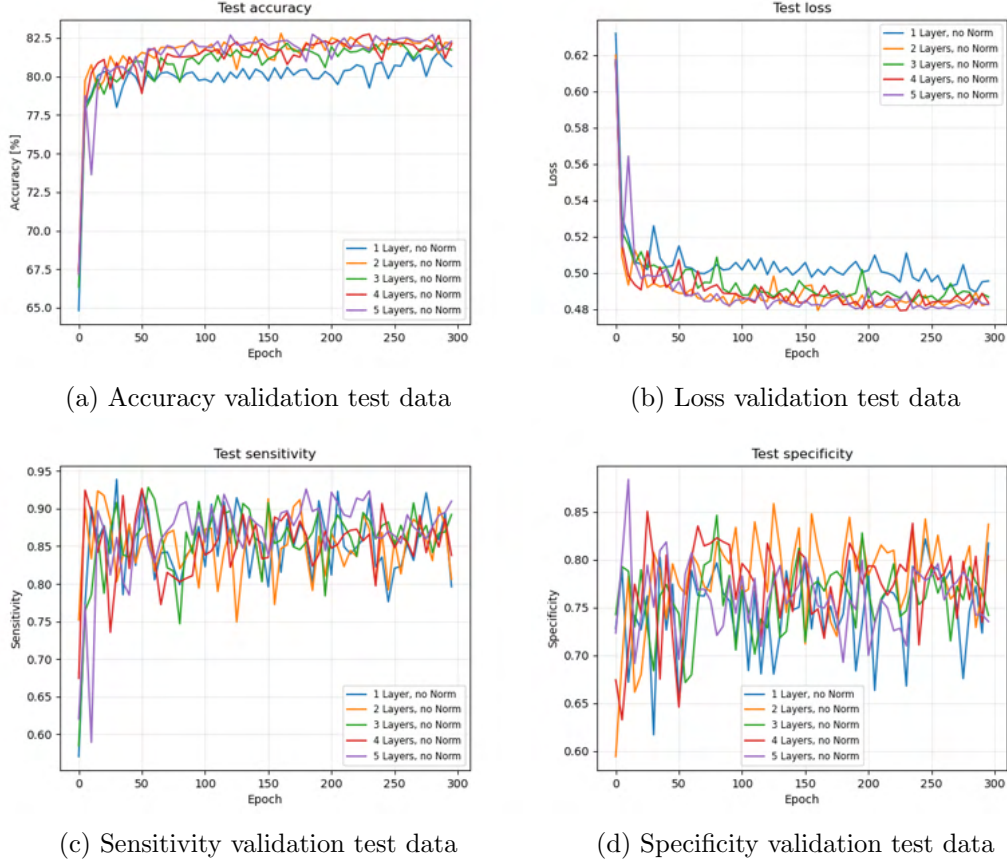 Test accuracy
82.5
80.0
77.5
75.0
72.5
70.0
67.5
65.0
Accuracy [%]
1 Layer, no Norm
2 Layers, no Norm
3 Layers, no Norm
4 Layers, no Norm
5 Layers, no Norm
0 50 100 150 200 250 300
Epoch
(a) Accuracy validation test data
Test loss
0.62
0.60
0.58
0.56
0.54
0.52
0.50
0.48
Loss
1 Layer, no Norm
2 Layers, no Norm
3 Layers, no Norm
4 Layers, no Norm
5 Layers, no Norm
0 50 100 150 200 250 300
Epoch
(b) Loss validation test data
Test sensitivity
0.95
0.90
0.85
0.80
0.75
0.70
0.65
0.60
Sensitivity
1 Layer, no Norm
2 Layers, no Norm
3 Layers, no Norm
4 Layers, no Norm
5 Layers, no Norm
0 50 100 150 200 250 300
Epoch
(c) Sensitivity validation test data
Test specificity
0.85
0.80
0.75
0.70
0.65
0.60
Specificity
1 Layer, no Norm
2 Layers, no Norm
3 Layers, no Norm
4 Layers, no Norm
5 Layers, no Norm
0 50 100 150 200 250 300
Epoch
(d) Specificity validation test data